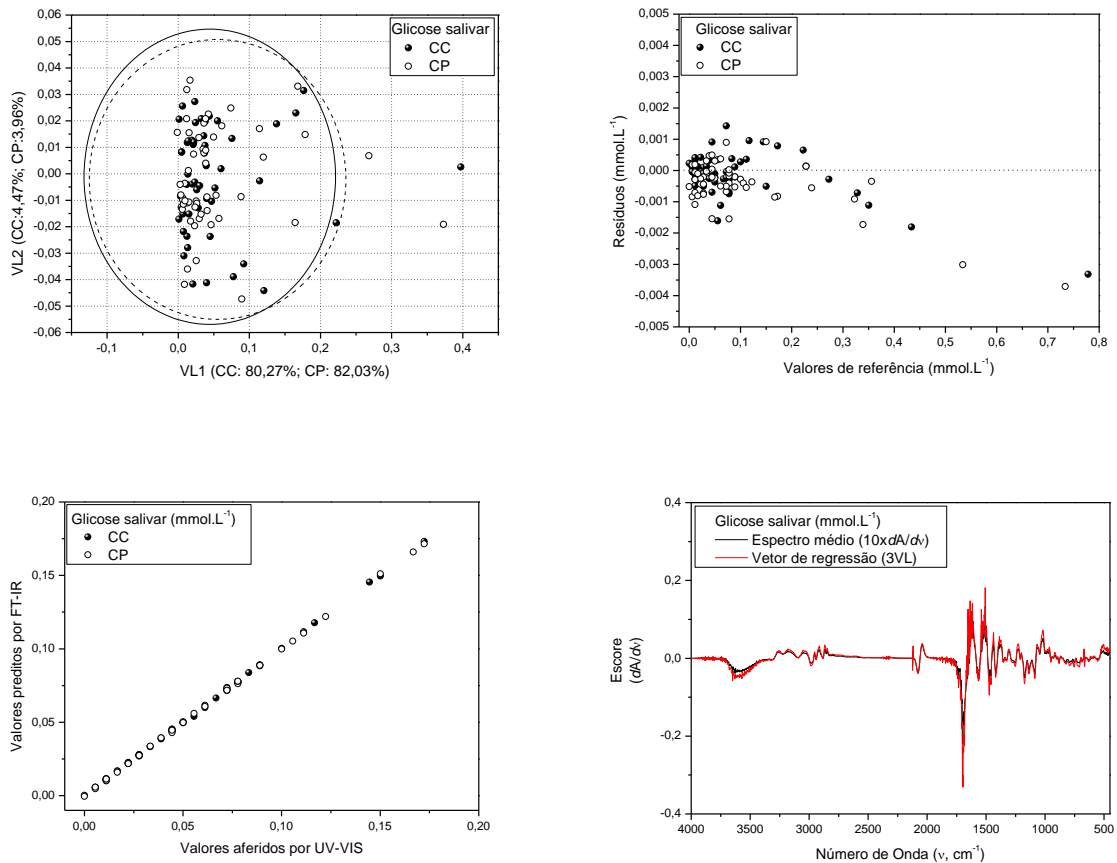 0,06
0,05
0,04
0,03
0,02
0,01
0,00
-0,01
-0,02
-0,03
-0,04
-0,05
-0,06
VL2 (CC:4,47%; CP:3,96%)
Glicose salivar
CC
CP
-0,1
0,0
0,1
0,2
0,3
0,4
VL1 (CC: 80,27%; CP: 82,03%)
0,005
0,004
0,003
0,002
0,001
0,000
-0,001
-0,002
-0,003
-0,004
-0,005
Resíduos (mmol.L⁻¹)
Glicose salivar
CC
CP
0,0
0,1
0,2
0,3
0,4
0,5
0,6
0,7
0,8
Valores de referência (mmol.L⁻¹)
0,20
0,15
0,10
0,05
0,00
Valores preditos por FT-IR
Glicose salivar (mmol.L⁻¹)
CC
CP
0,00
0,05
0,10
0,15
0,20
Valores aferidos por UV-VIS
0,4
0,2
0,0
-0,2
-0,4
Escore
(dA/dν)
Glicose salivar (mmol.L⁻¹)
Espectro médio (10xdA/dν)
Vetor de regressão (3VL)
4000
3500
3000
2500
2000
1500
1000
500
Número de Onda (ν, cm⁻¹)